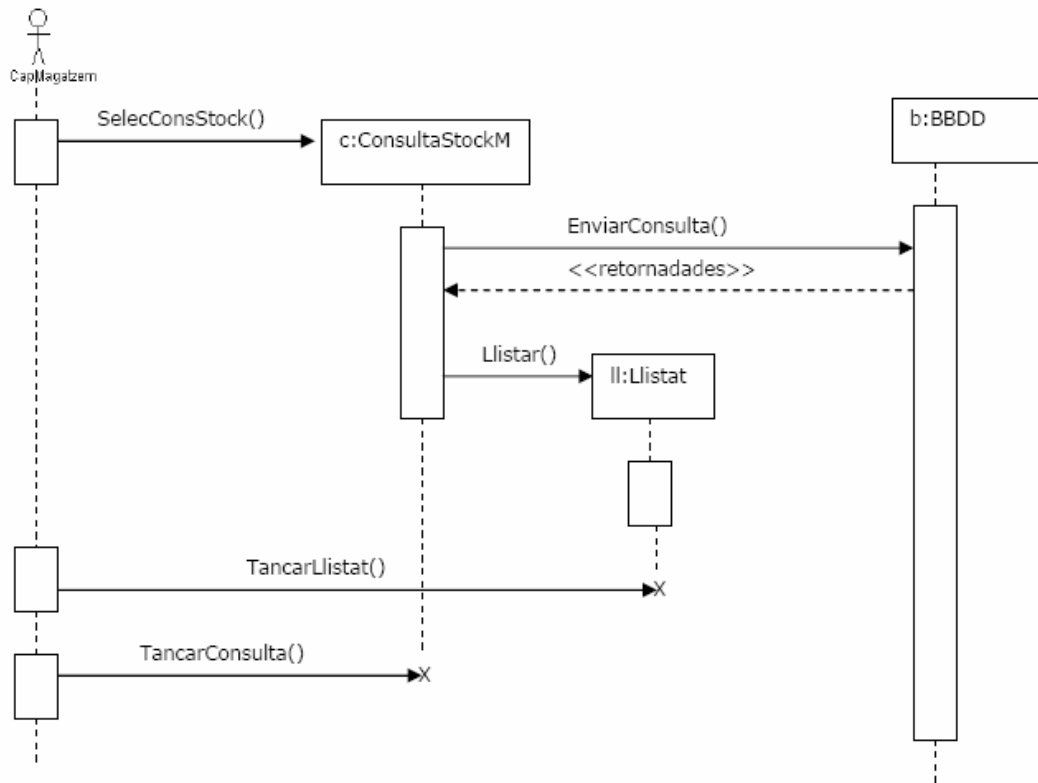 CapMagatzem
SelecConsStock()
c:ConsultaStockM
b:BBDD
EnviarConsulta()
<<retornadades>>
Llistar()
ll:Llistat
TancarLlistat()
X
TancarConsulta()
X